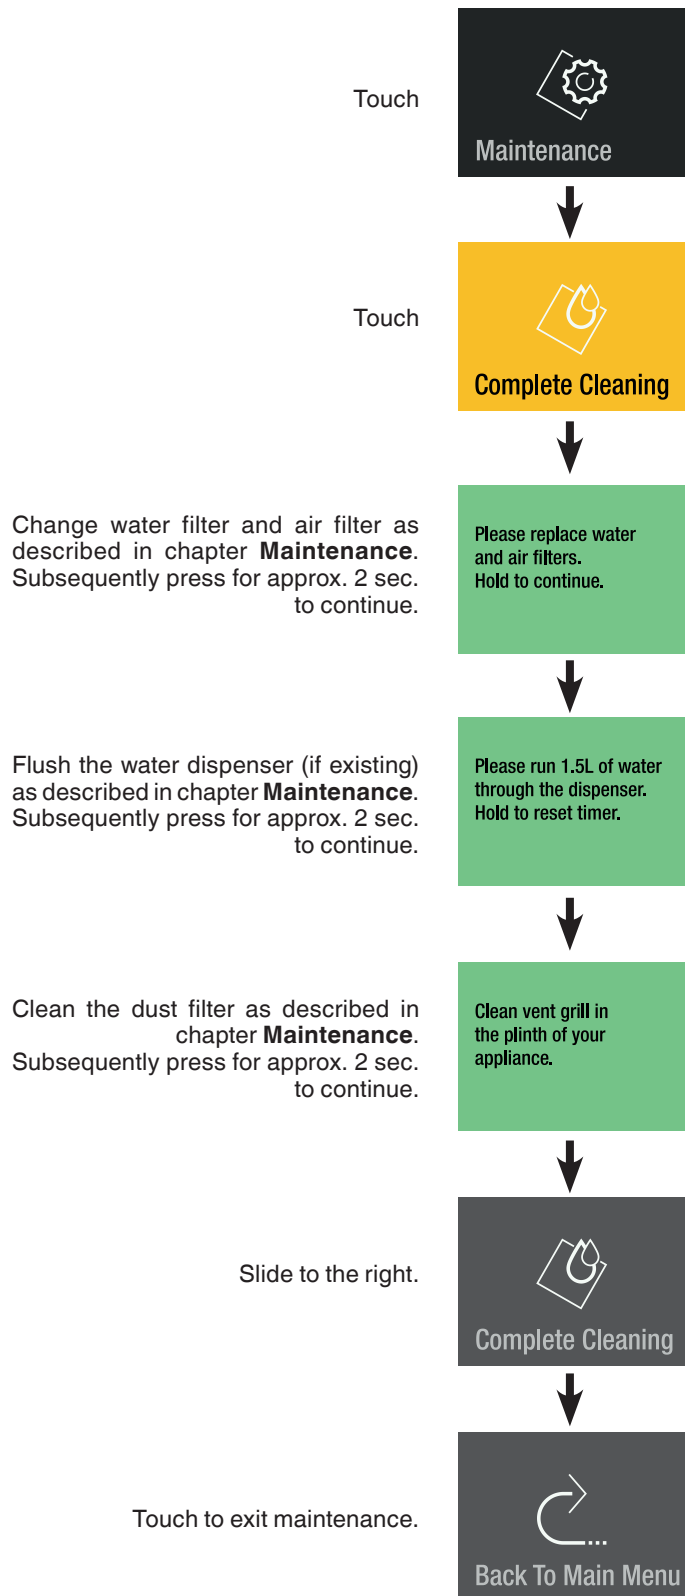 Touch
Maintenance
Touch
Complete Cleaning
Change water filter and air filter as
described in chapter Maintenance.
Subsequently press for approx. 2 sec.
to continue.
Please replace water
and air filters.
Hold to continue.
Flush the water dispenser (if existing)
as described in chapter Maintenance.
Subsequently press for approx. 2 sec.
to continue.
Please run 1.5L of water
through the dispenser.
Hold to reset timer.
Clean the dust filter as described in
chapter Maintenance.
Subsequently press for approx. 2 sec.
to continue.
Clean vent grill in
the plinth of your
appliance.
Slide to the right.
Complete Cleaning
Touch to exit maintenance.
Back To Main Menu